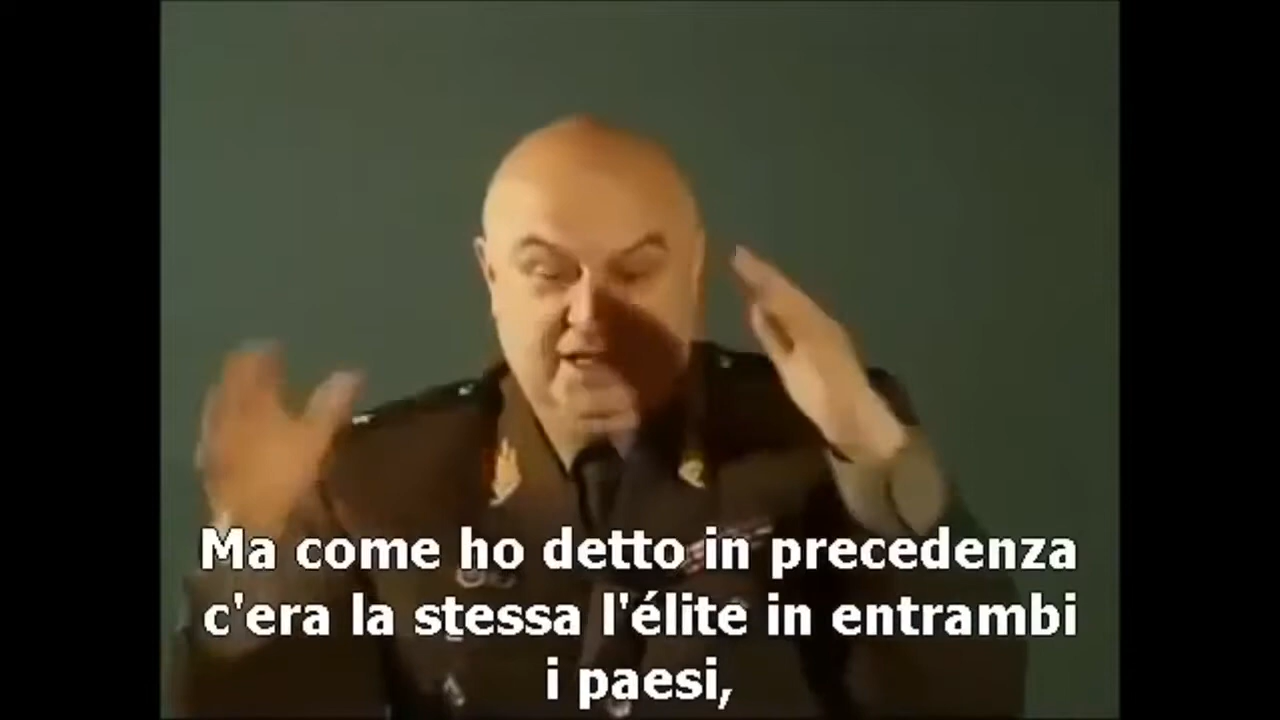 Ma come ho detto in precedenza
c'era la stessa l'élite in entrambi
i paesi,